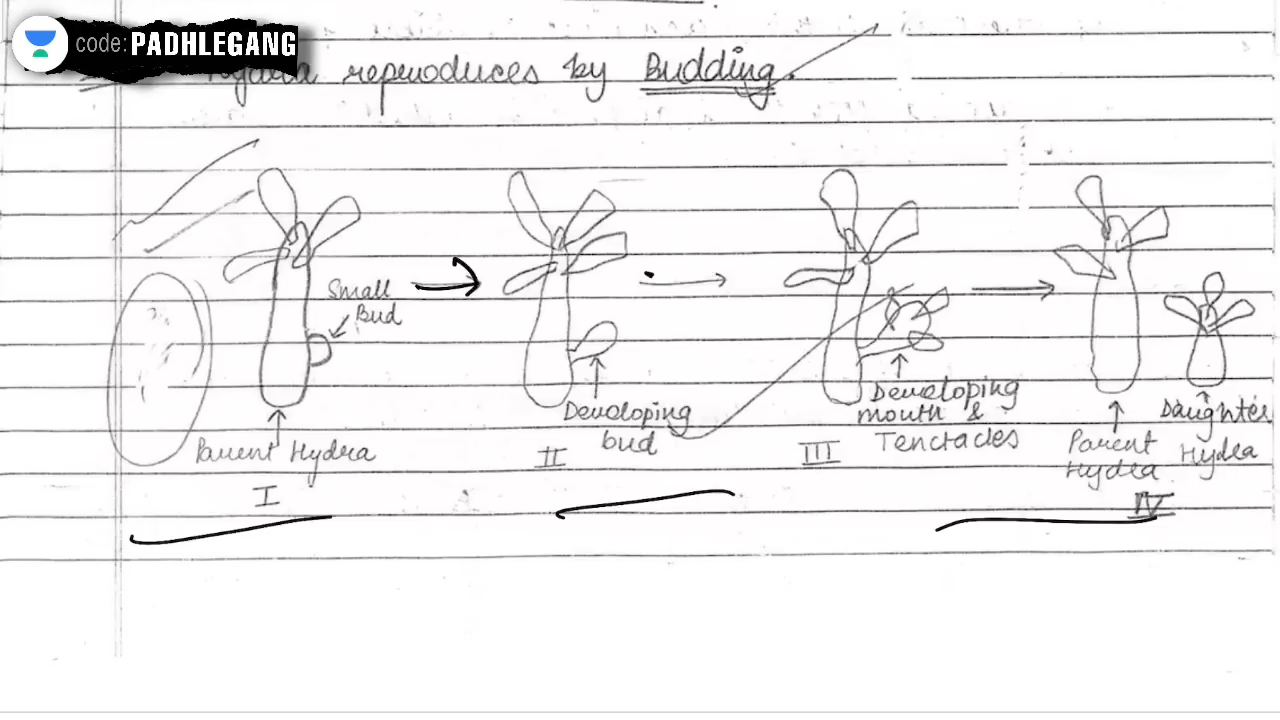 code: PADHLEGANG
Hydra reproduces by Budding.
Small
Bud
Parent Hydra
I
Developing
bud
II
Developing
mouth &
Tenctacles
III
Parent
Hydra
Daughter
Hydra
IV